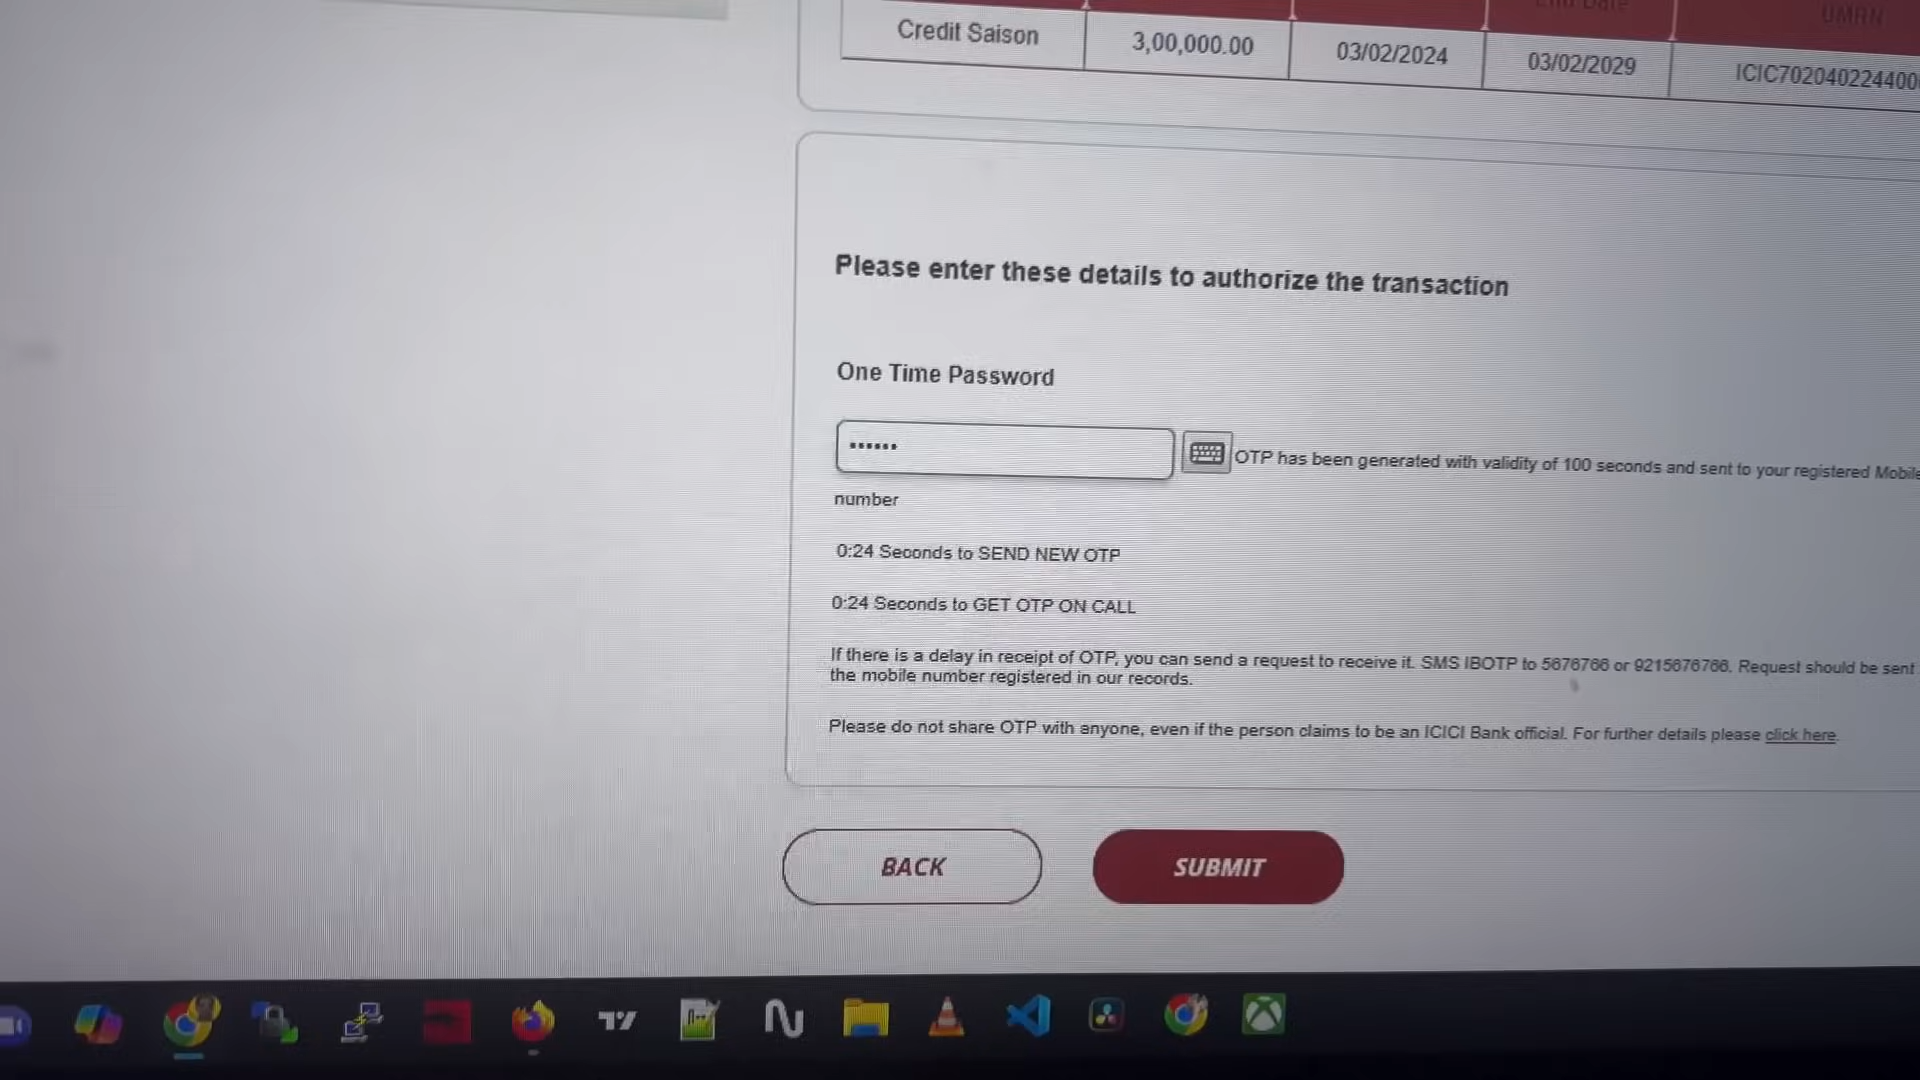 End Date UMRN
Credit Saison 3,00,000.00 03/02/2024 03/02/2029 ICIC702040224400
Please enter these details to authorize the transaction
One Time Password
•••••• OTP has been generated with validity of 100 seconds and sent to your registered Mobile
number
0:24 Seconds to SEND NEW OTP
0:24 Seconds to GET OTP ON CALL
If there is a delay in receipt of OTP, you can send a request to receive it. SMS IBOTP to 5676766 or 9215676766. Request should be sent
the mobile number registered in our records.
Please do not share OTP with anyone, even if the person claims to be an ICICI Bank official. For further details please click here.
BACK SUBMIT